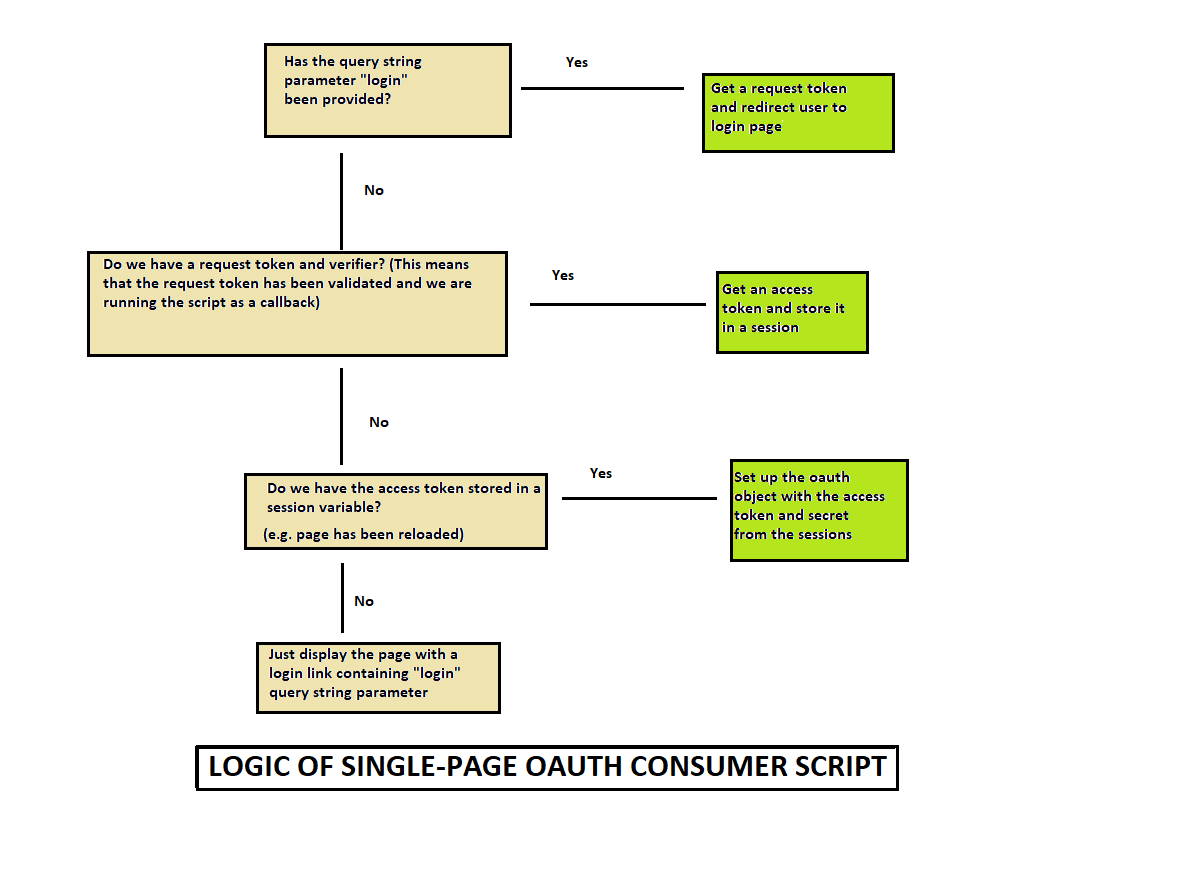 Has the query string
parameter "login"
been provided?
Yes
Get a request token
and redirect user to
login page
No
Do we have a request token and verifier? (This means
that the request token has been validated and we are
running the script as a callback)
Yes
Get an access
token and store it
in a session
No
Do we have the access token stored in a
session variable?
(e.g. page has been reloaded)
Yes
Set up the oauth
object with the access
token and secret
from the sessions
No
Just display the page with a
login link containing "login"
query string parameter
LOGIC OF SINGLE-PAGE OAUTH CONSUMER SCRIPT